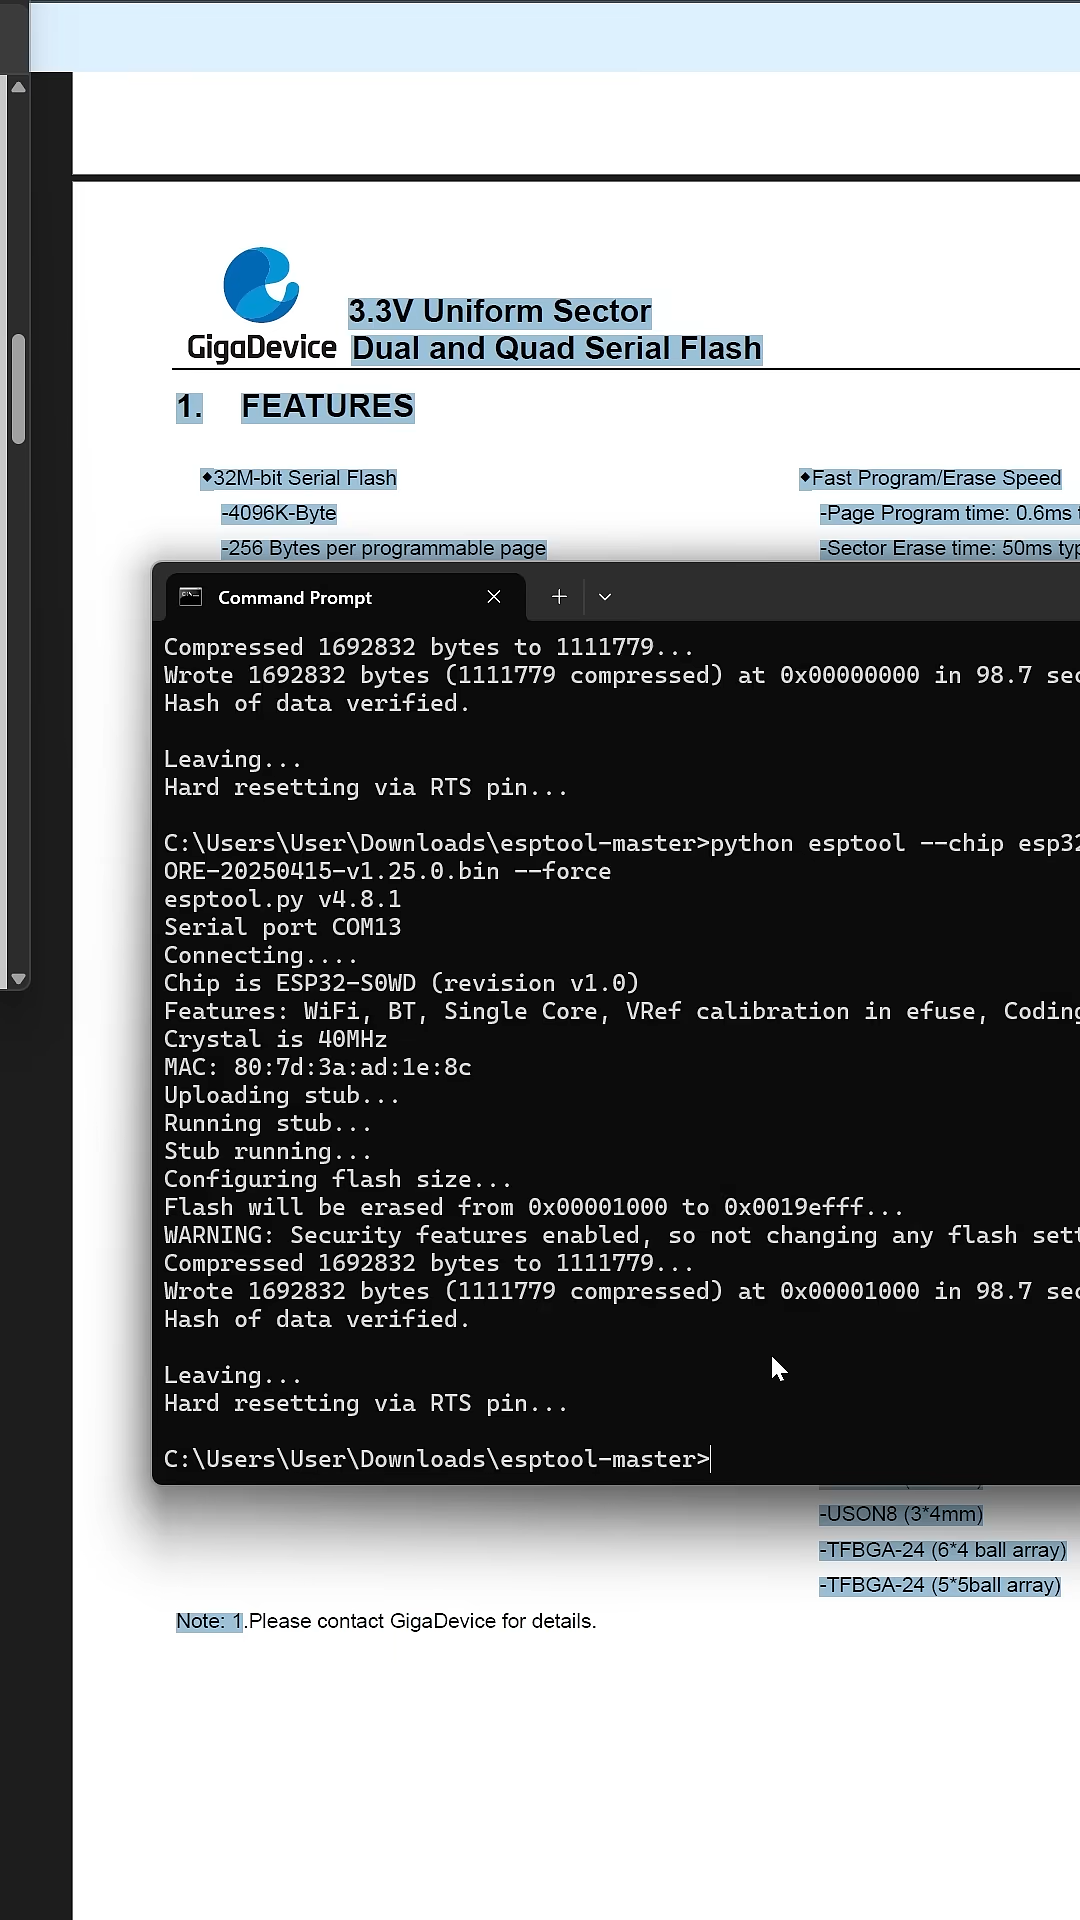 GigaDevice
3.3V Uniform Sector
Dual and Quad Serial Flash
1. FEATURES
◆32M-bit Serial Flash
-4096K-Byte
-256 Bytes per programmable page
◆Fast Program/Erase Speed
-Page Program time: 0.6ms
-Sector Erase time: 50ms typ
Command Prompt
Compressed 1692832 bytes to 1111779...
Wrote 1692832 bytes (1111779 compressed) at 0x00000000 in 98.7 sec
Hash of data verified.
Leaving...
Hard resetting via RTS pin...
C:\Users\User\Downloads\esptool-master>python esptool --chip esp32
ORE-20250415-v1.25.0.bin --force
esptool.py v4.8.1
Serial port COM13
Connecting....
Chip is ESP32-S0WD (revision v1.0)
Features: WiFi, BT, Single Core, VRef calibration in efuse, Coding
Crystal is 40MHz
MAC: 80:7d:3a:ad:1e:8c
Uploading stub...
Running stub...
Stub running...
Configuring flash size...
Flash will be erased from 0x00001000 to 0x0019efff...
WARNING: Security features enabled, so not changing any flash sett
Compressed 1692832 bytes to 1111779...
Wrote 1692832 bytes (1111779 compressed) at 0x00001000 in 98.7 sec
Hash of data verified.
Leaving...
Hard resetting via RTS pin...
C:\Users\User\Downloads\esptool-master>
-USON8 (3*4mm)
-TFBGA-24 (6*4 ball array)
-TFBGA-24 (5*5ball array)
Note: 1.Please contact GigaDevice for details.